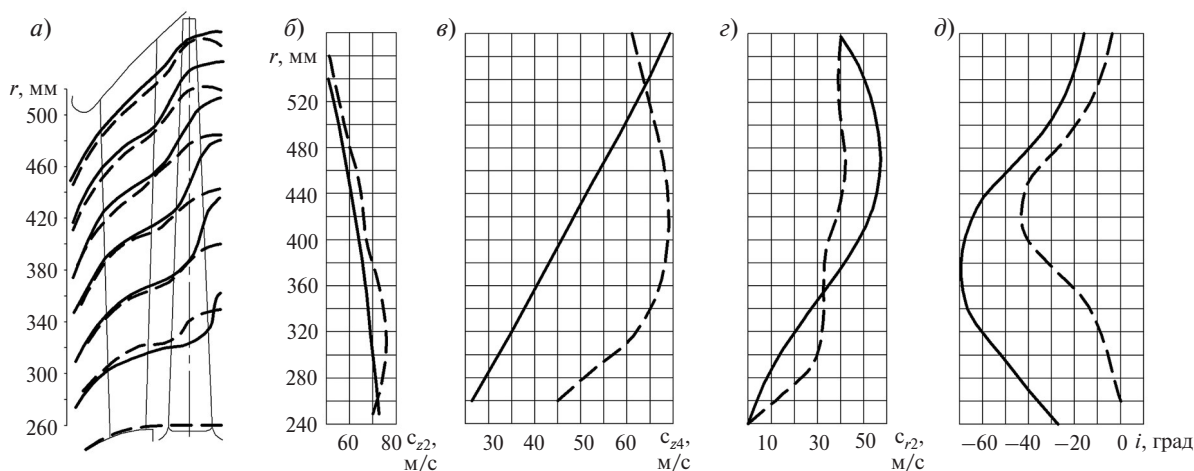 а) б) в) г) д)
r, мм
500
460
420
380
340
300
260
r, мм
520
480
440
400
360
320
280
240
60 80 c_z2,
м/с
30 40 50 60 c_z4,
м/с
10 30 50 c_r2,
м/с
−60 −40 −20 0 i, град